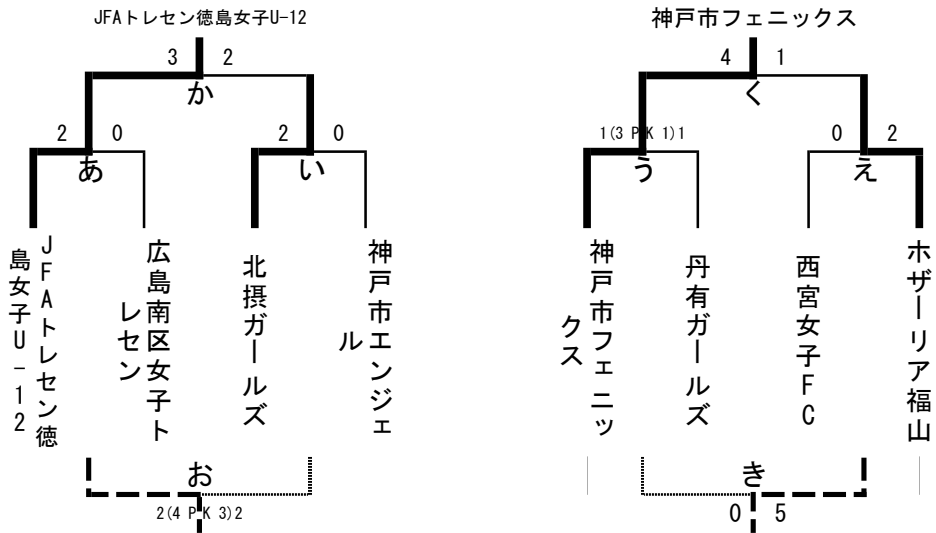 JFAトレセン徳島女子U-12
神戸市フェニックス
3 2
か
4 1
く
2 0
あ
2 0
い
1(3 PK 1)1
う
0 2
え
JFAトレセン徳
島女子U-12
広島南区女子ト
レセン
北摂ガールズ
神戸市エンジェ
ル
神戸市フェニッ
クス
丹有ガールズ
西宮女子FC
ホザーリア福山
お
2(4 PK 3)2
き
0 5